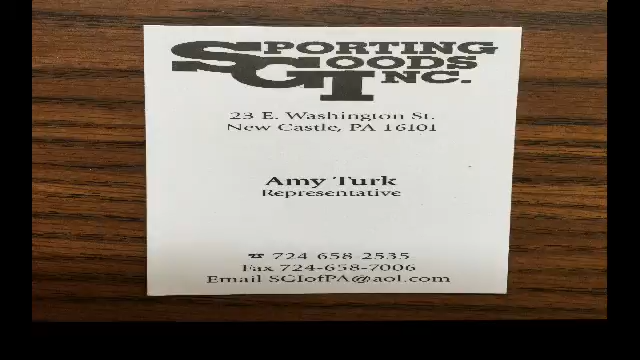 SPORTING
GOODS
INC.
23 E. Washington St.
New Castle, PA 16101
Amy Turk
Representative
☎ 724-658-2535
Fax 724-658-7006
Email SGIofPA@aol.com